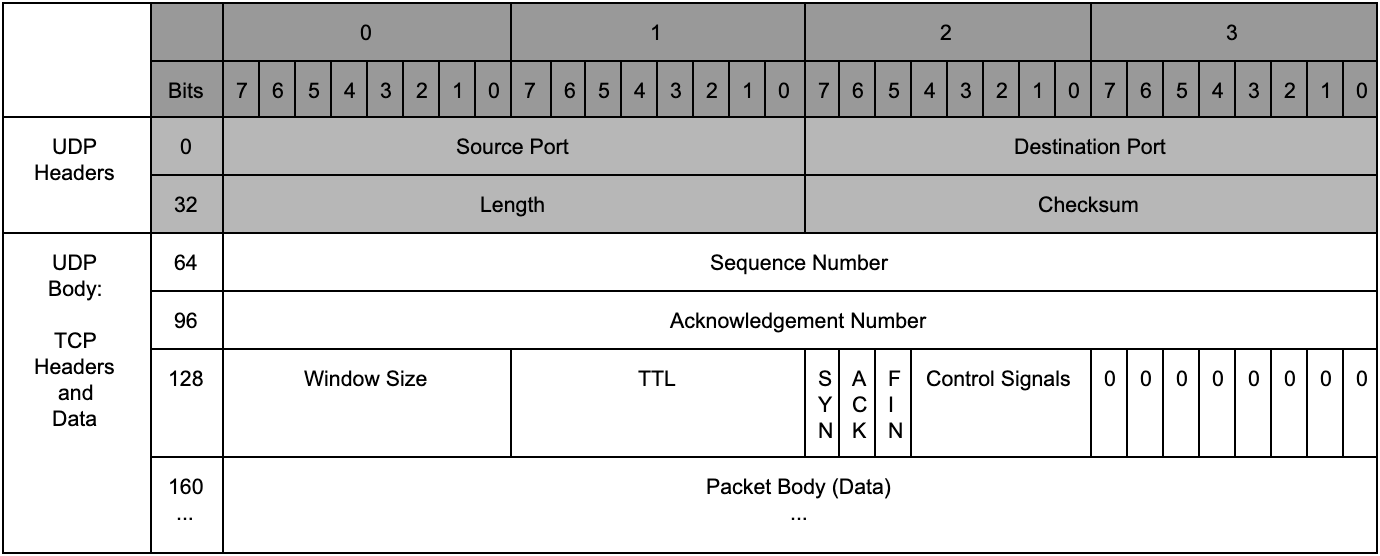 0 1 2 3
Bits 7 6 5 4 3 2 1 0 7 6 5 4 3 2 1 0 7 6 5 4 3 2 1 0 7 6 5 4 3 2 1 0
UDP
Headers
0 Source Port Destination Port
32 Length Checksum
UDP
Body:
TCP
Headers
and
Data
64 Sequence Number
96 Acknowledgement Number
128 Window Size TTL SYN ACK FIN Control Signals 0 0 0 0 0 0 0 0
160 Packet Body (Data)
... ...